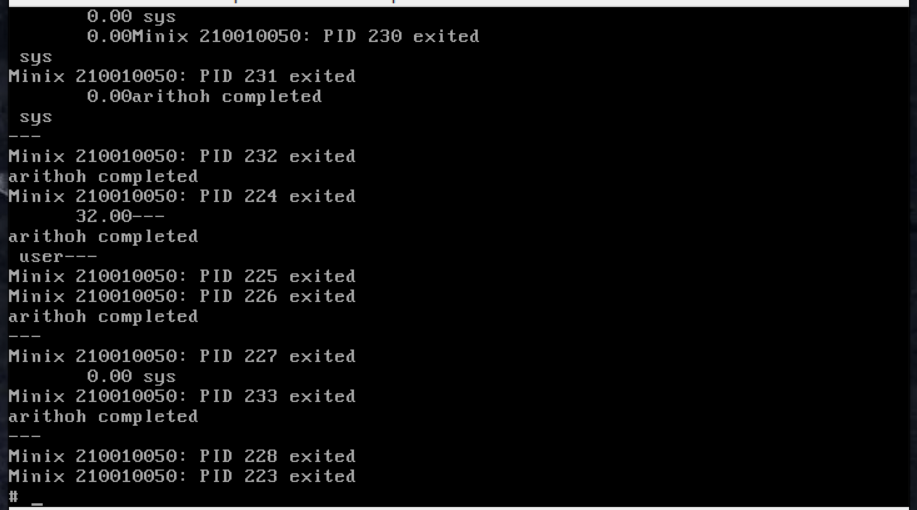 0.00 sys
0.00Minix 210010050: PID 230 exited
sys
Minix 210010050: PID 231 exited
0.00arithoh completed
sys
---
Minix 210010050: PID 232 exited
arithoh completed
Minix 210010050: PID 224 exited
32.00---
arithoh completed
user---
Minix 210010050: PID 225 exited
Minix 210010050: PID 226 exited
arithoh completed
---
Minix 210010050: PID 227 exited
0.00 sys
Minix 210010050: PID 233 exited
arithoh completed
---
Minix 210010050: PID 228 exited
Minix 210010050: PID 223 exited
# _